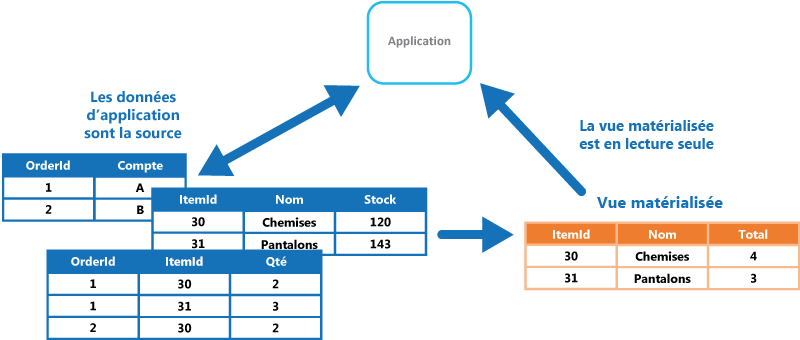 Application
Les données
d'application
sont la source
La vue matérialisée
est en lecture seule
OrderId Compte
1 A
2 B
ItemId Nom Stock
30 Chemises 120
31 Pantalons 143
OrderId ItemId Qté
1 30 2
1 31 3
2 30 2
Vue matérialisée
ItemId Nom Total
30 Chemises 4
31 Pantalons 3